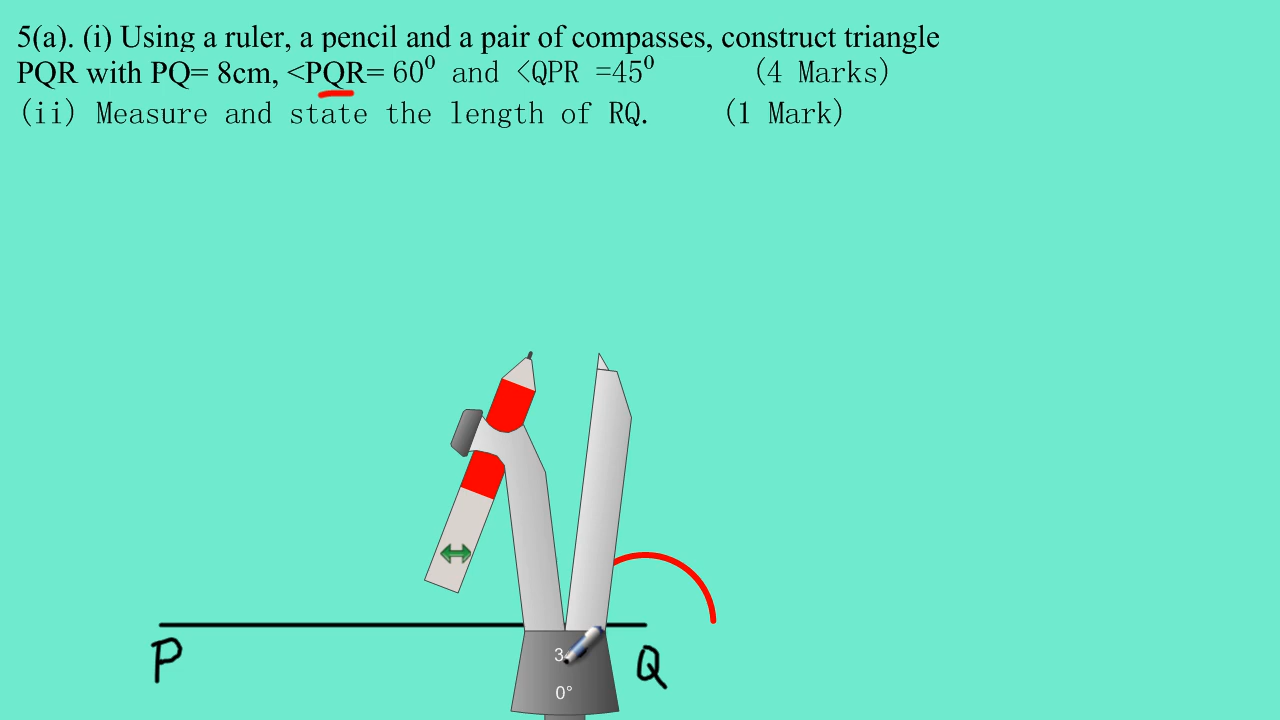 5(a). (i) Using a ruler, a pencil and a pair of compasses, construct triangle
PQR with PQ= 8cm, <PQR= 60⁰ and <QPR =45⁰ (4 Marks)
(ii) Measure and state the length of RQ. (1 Mark)
P
Q
0°